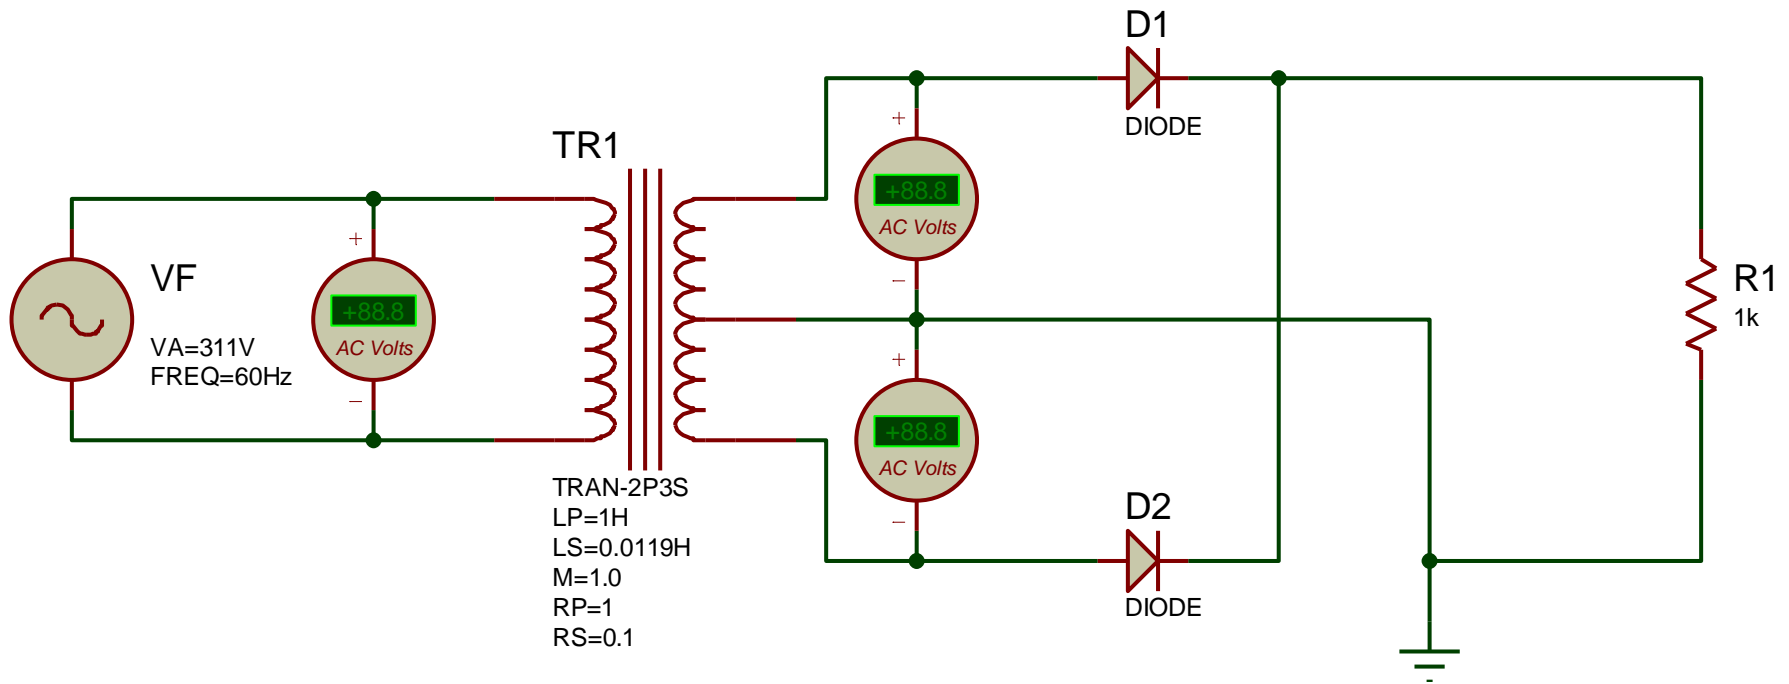 D1
DIODE
TR1
+
+88.8
AC Volts
−
VF
VA=311V
FREQ=60Hz
+
+88.8
AC Volts
−
R1
1k
+
+88.8
AC Volts
−
TRAN-2P3S
LP=1H
LS=0.0119H
M=1.0
RP=1
RS=0.1
D2
DIODE